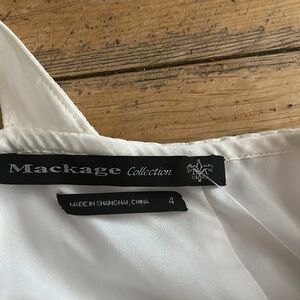 Mackage Collection
MADE IN SHANGHAI, CHINA 4